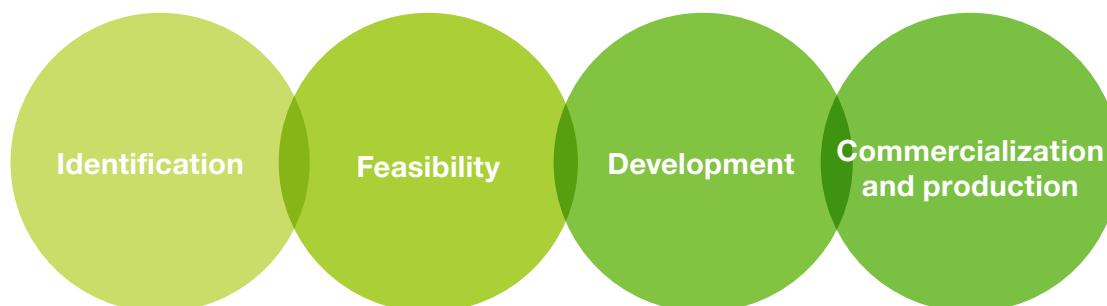 Identification
Feasibility
Development
Commercialization
and production